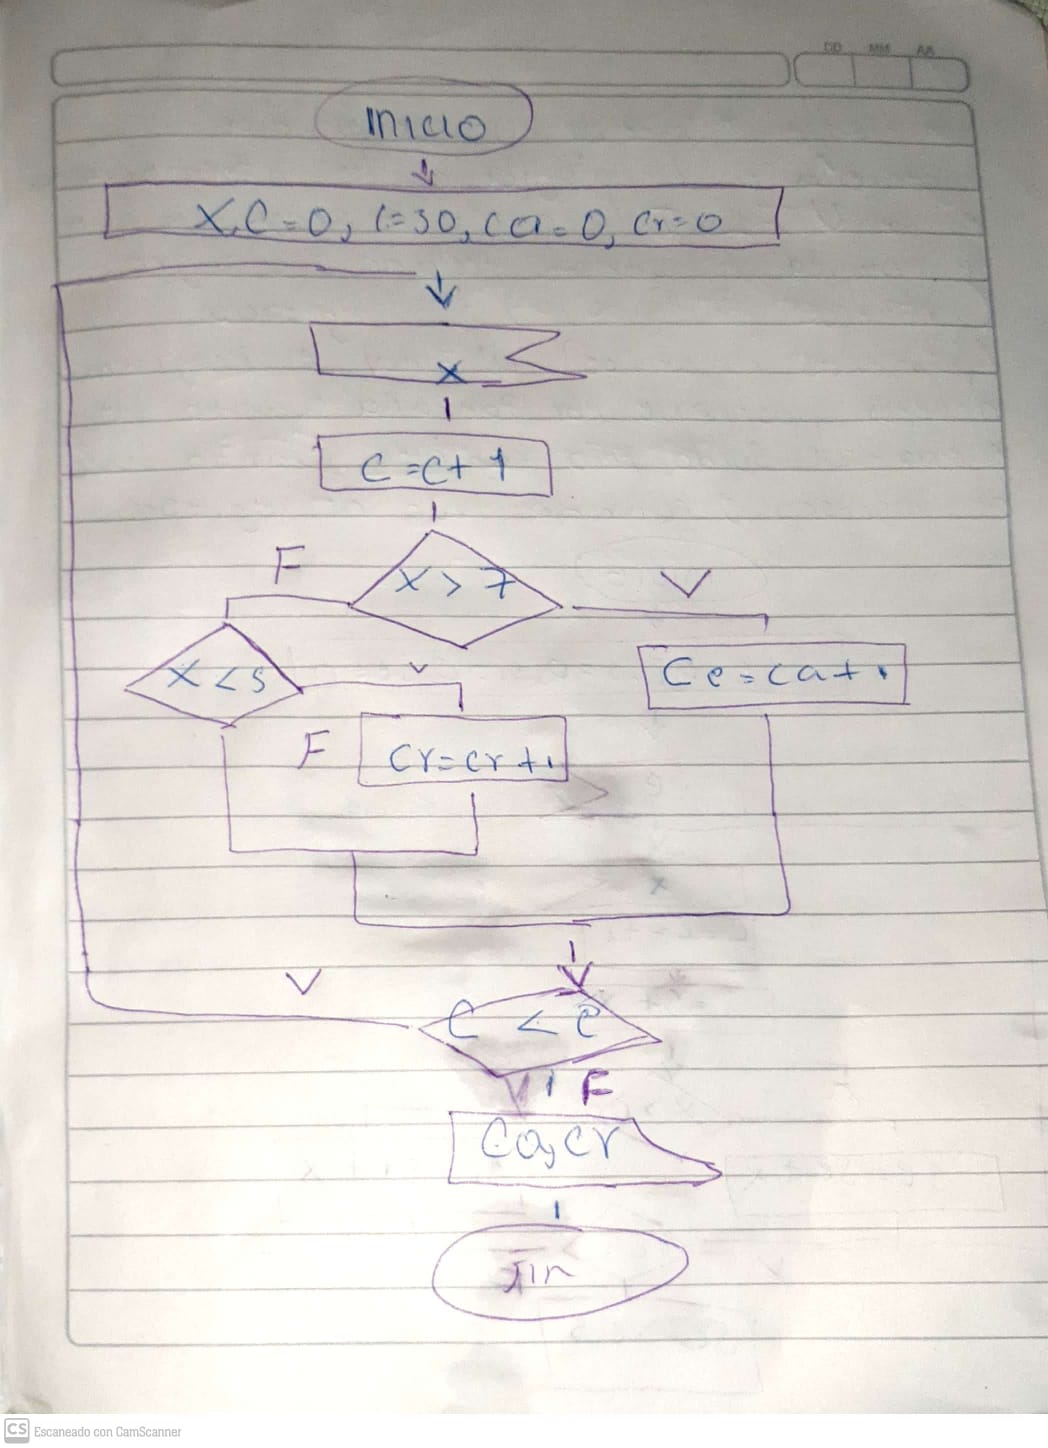 DD MM AA
Inicio
X, C=0, l=30, Ca=0, Cr=0
x
C=C+1
F
X > 7
V
X < 5
v
Ce=ca+1
F
Cr=cr+1
V
C < e
F
Ca, cr
Fin
CS Escaneado con CamScanner